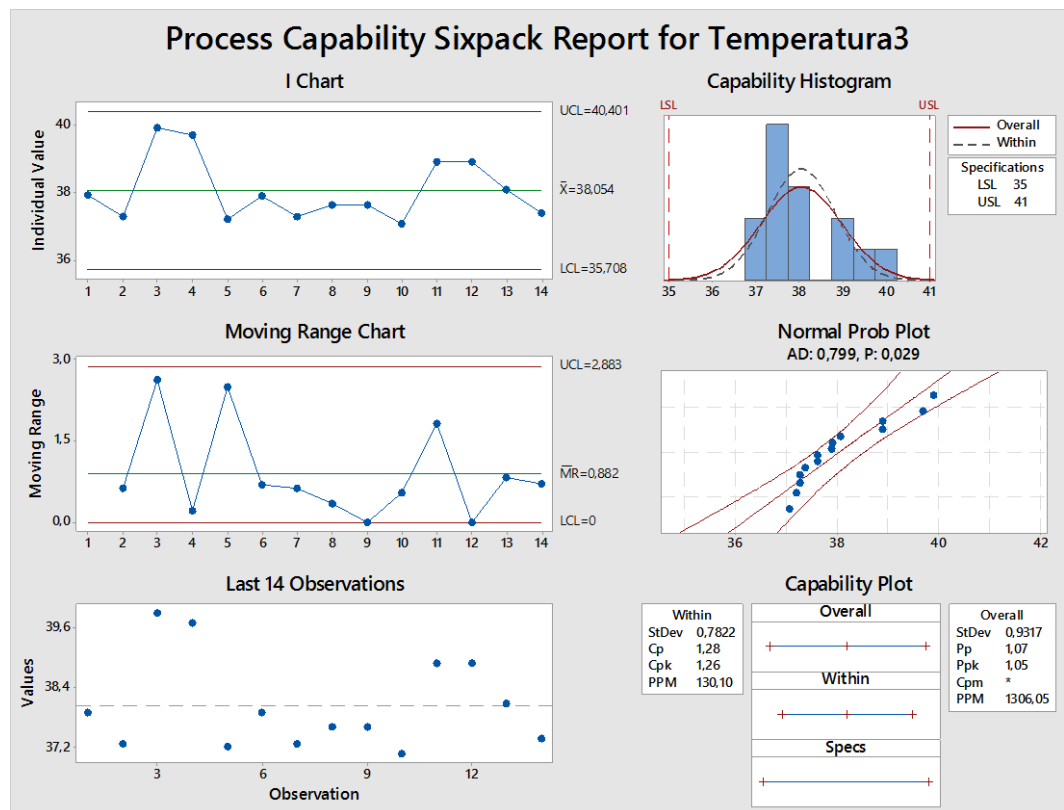 Process Capability Sixpack Report for Temperatura3
I Chart
Individual Value
40
38
36
1 2 3 4 5 6 7 8 9 10 11 12 13 14
UCL=40,401
X̄=38,054
LCL=35,708
Capability Histogram
LSL USL
35 36 37 38 39 40 41
Overall
Within
Specifications
LSL 35
USL 41
Moving Range Chart
Moving Range
3,0
1,5
0,0
1 2 3 4 5 6 7 8 9 10 11 12 13 14
UCL=2,883
M̅R̅=0,882
LCL=0
Normal Prob Plot
AD: 0,799, P: 0,029
36 38 40 42
Last 14 Observations
Values
39,6
38,4
37,2
3 6 9 12
Observation
Capability Plot
Within
StDev 0,7822
Cp 1,28
Cpk 1,26
PPM 130,10
Overall
Within
Specs
Overall
StDev 0,9317
Pp 1,07
Ppk 1,05
Cpm *
PPM 1306,05